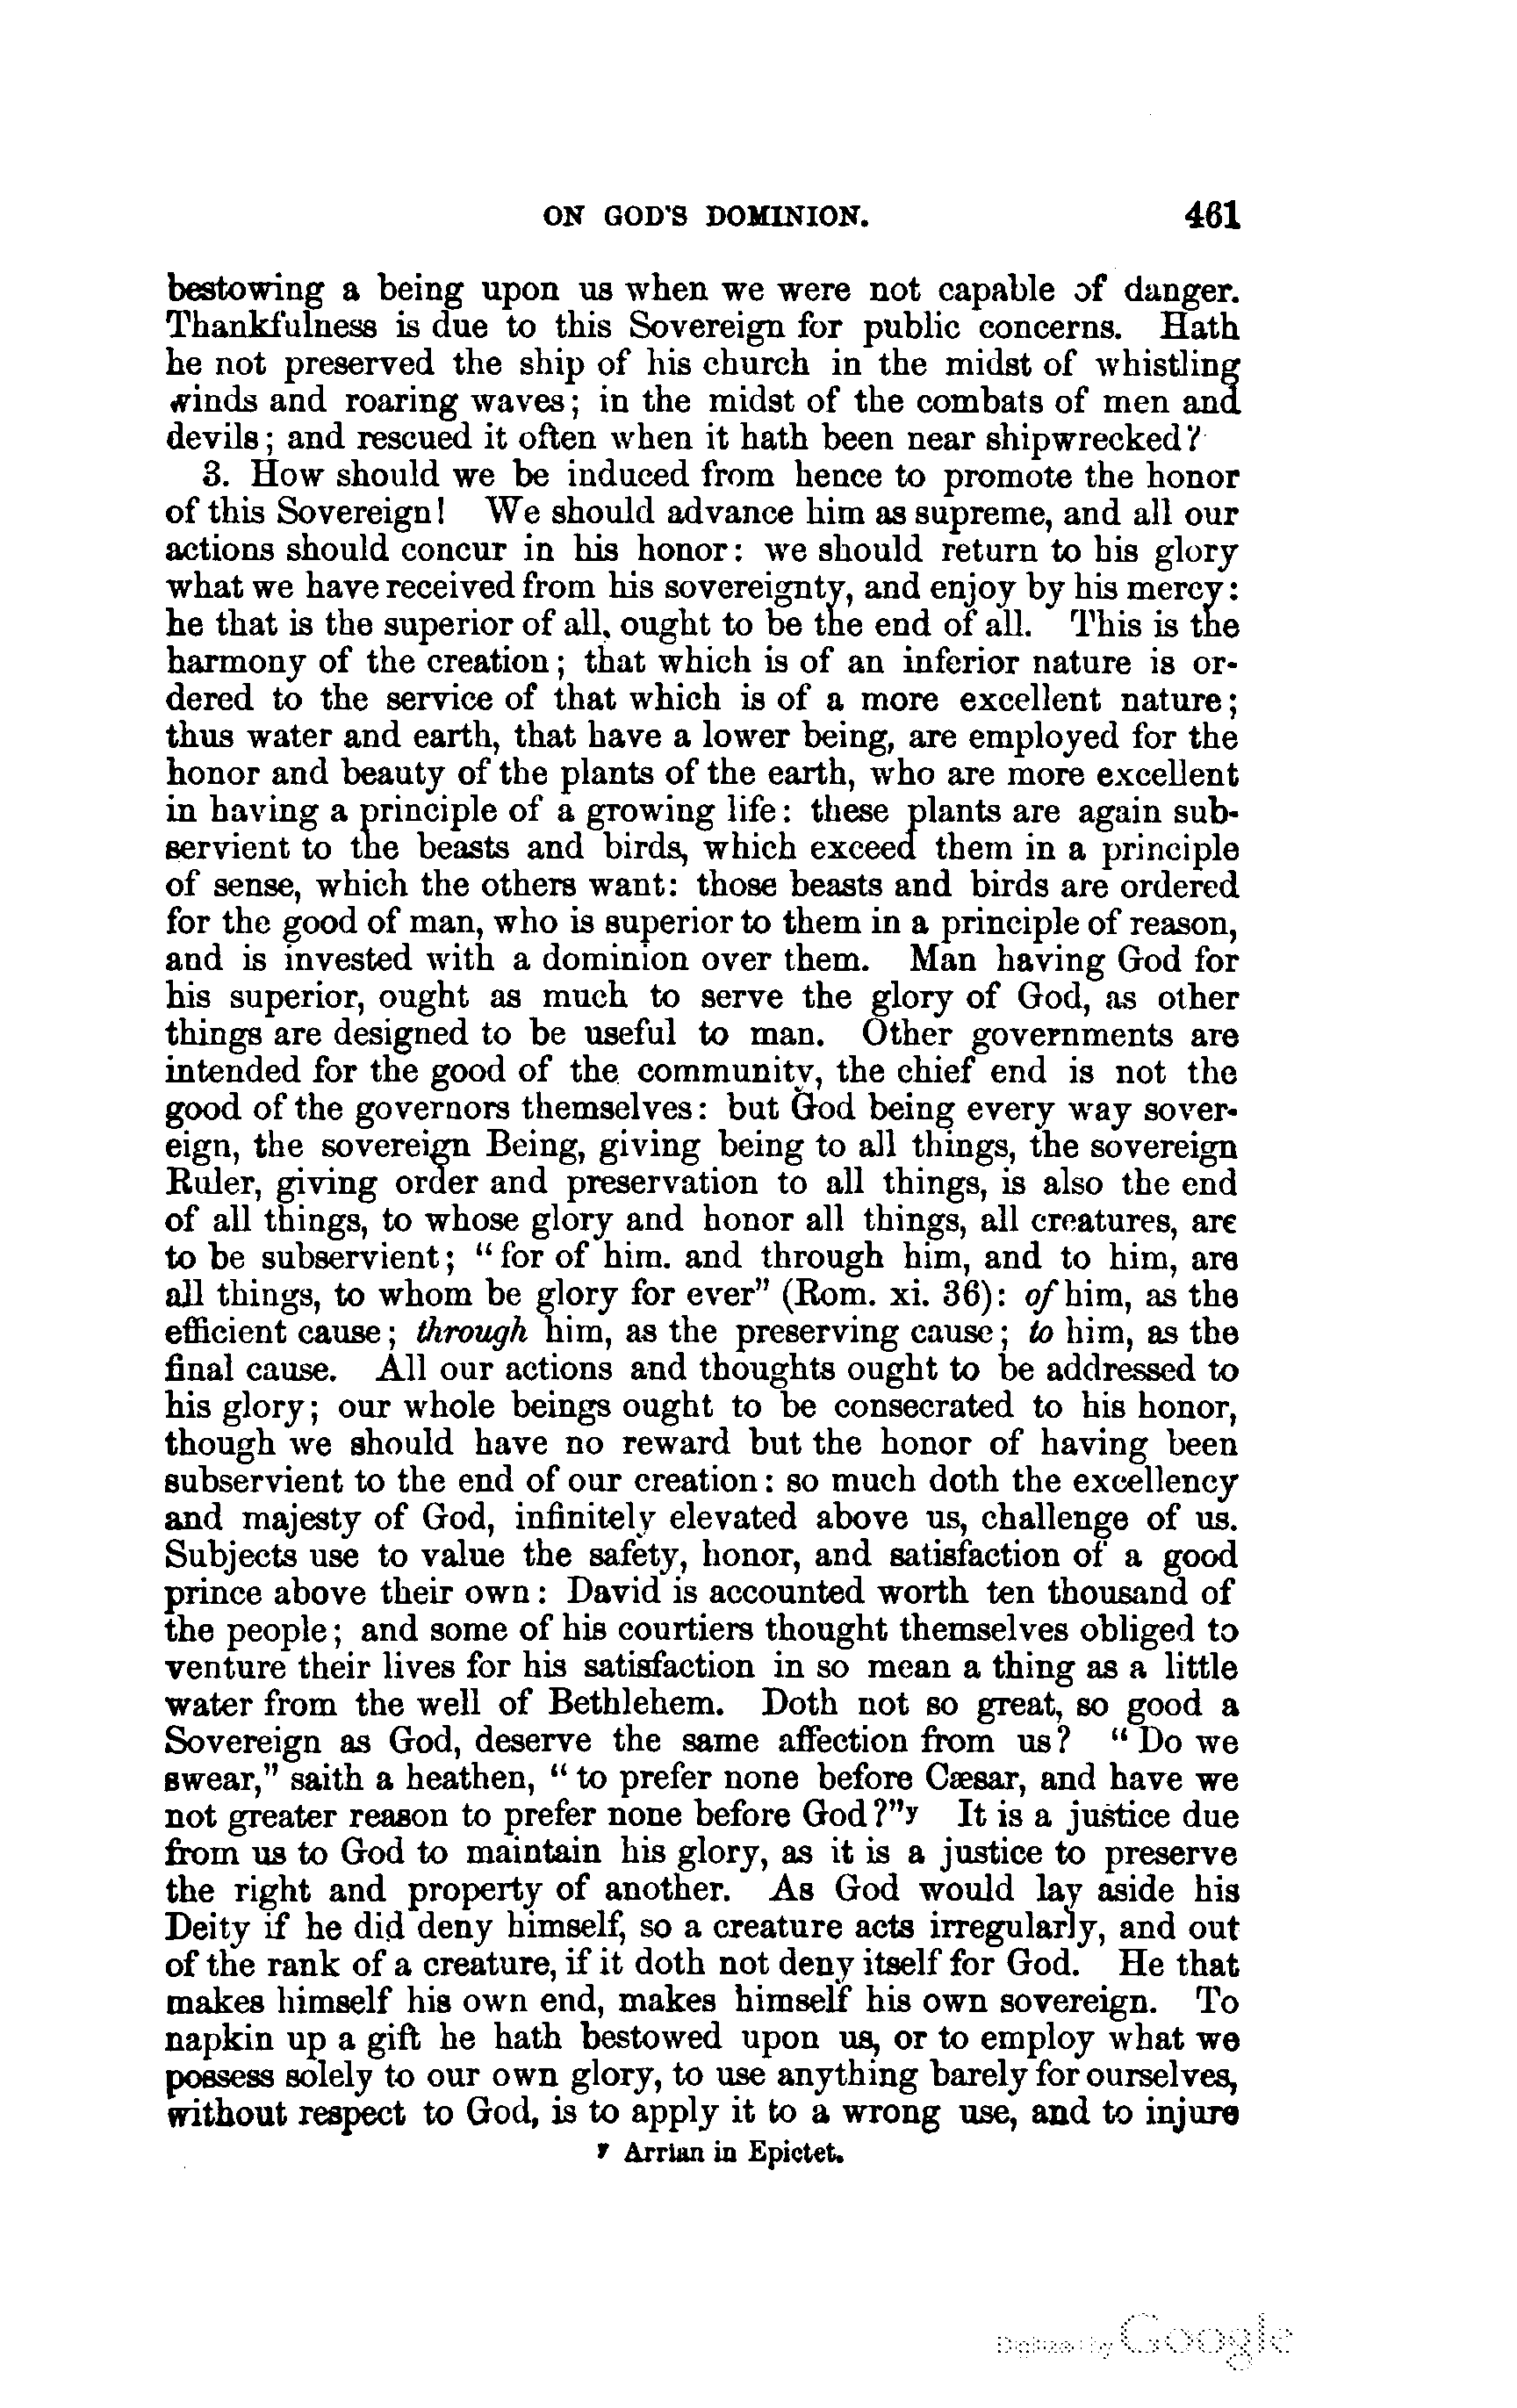 ON GOD'S DOMINION. 461
bestowing a being upon us when we were not capable of danger.
Thankfulness is due to this Sovereign for public concerns. Hath
he not preserved the ship of his church in the midst of whistling
winds and roaring waves; in the midst of the combats of men and
devils; and rescued it often when it hath been near shipwrecked?
3. How should we be induced from hence to promote the honor
of this Sovereign! We should advance him as supreme, and all our
actions should concur in his honor: we should return to his glory
what we have received from his sovereignty, and enjoy by his mercy:
he that is the superior of all, ought to be the end of all. This is the
harmony of the creation; that which is of an inferior nature is or-
dered to the service of that which is of a more excellent nature;
thus water and earth, that have a lower being, are employed for the
honor and beauty of the plants of the earth, who are more excellent
in having a principle of a growing life: these plants are again sub-
servient to the beasts and birds, which exceed them in a principle
of sense, which the others want: those beasts and birds are ordered
for the good of man, who is superior to them in a principle of reason,
and is invested with a dominion over them. Man having God for
his superior, ought as much to serve the glory of God, as other
things are designed to be useful to man. Other governments are
intended for the good of the community, the chief end is not the
good of the governors themselves: but God being every way sover-
eign, the sovereign Being, giving being to all things, the sovereign
Ruler, giving order and preservation to all things, is also the end
of all things, to whose glory and honor all things, all creatures, are
to be subservient; "for of him. and through him, and to him, are
all things, to whom be glory for ever" (Rom. xi. 36): of him, as the
efficient cause; through him, as the preserving cause; to him, as the
final cause. All our actions and thoughts ought to be addressed to
his glory; our whole beings ought to be consecrated to his honor,
though we should have no reward but the honor of having been
subservient to the end of our creation: so much doth the excellency
and majesty of God, infinitely elevated above us, challenge of us.
Subjects use to value the safety, honor, and satisfaction of a good
prince above their own: David is accounted worth ten thousand of
the people; and some of his courtiers thought themselves obliged to
venture their lives for his satisfaction in so mean a thing as a little
water from the well of Bethlehem. Doth not so great, so good a
Sovereign as God, deserve the same affection from us? "Do we
swear," saith a heathen, "to prefer none before Cæsar, and have we
not greater reason to prefer none before God?"y It is a justice due
from us to God to maintain his glory, as it is a justice to preserve
the right and property of another. As God would lay aside his
Deity if he did deny himself, so a creature acts irregularly, and out
of the rank of a creature, if it doth not deny itself for God. He that
makes himself his own end, makes himself his own sovereign. To
napkin up a gift he hath bestowed upon us, or to employ what we
possess solely to our own glory, to use anything barely for ourselves,
without respect to God, is to apply it to a wrong use, and to injure
y Arrian in Epictet.
Digitized by Google